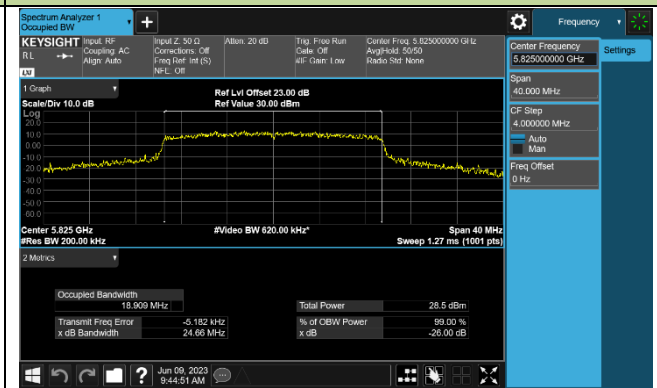 Spectrum Analyzer 1
Occupied BW
Frequency
KEYSIGHT
Input: RF
Coupling: AC
Align: Auto
Input Z: 50 Ω
Corrections: Off
Freq Ref: Int (S)
NFE: Off
Atten: 20 dB
Trig: Free Run
Gate: Off
#IF Gain: Low
Center Freq: 5.825000000 GHz
Avg|Hold: 50/50
Radio Std: None
RL
LXI
1 Graph
Scale/Div 10.0 dB
Ref Lvl Offset 23.00 dB
Ref Value 30.00 dBm
Log
20.0
10.0
0.00
-10.0
-20.0
-30.0
-40.0
-50.0
-60.0
Center 5.825 GHz
#Res BW 200.00 kHz
#Video BW 620.00 kHz*
Span 40 MHz
Sweep 1.27 ms (1001 pts)
2 Metrics
Occupied Bandwidth
18.909 MHz
Total Power 28.5 dBm
Transmit Freq Error -5.182 kHz
% of OBW Power 99.00 %
x dB Bandwidth 24.66 MHz
x dB -26.00 dB
Center Frequency
5.825000000 GHz
Settings
Span
40.000 MHz
CF Step
4.000000 MHz
Auto
Man
Freq Offset
0 Hz
Jun 09, 2023
9:44:51 AM